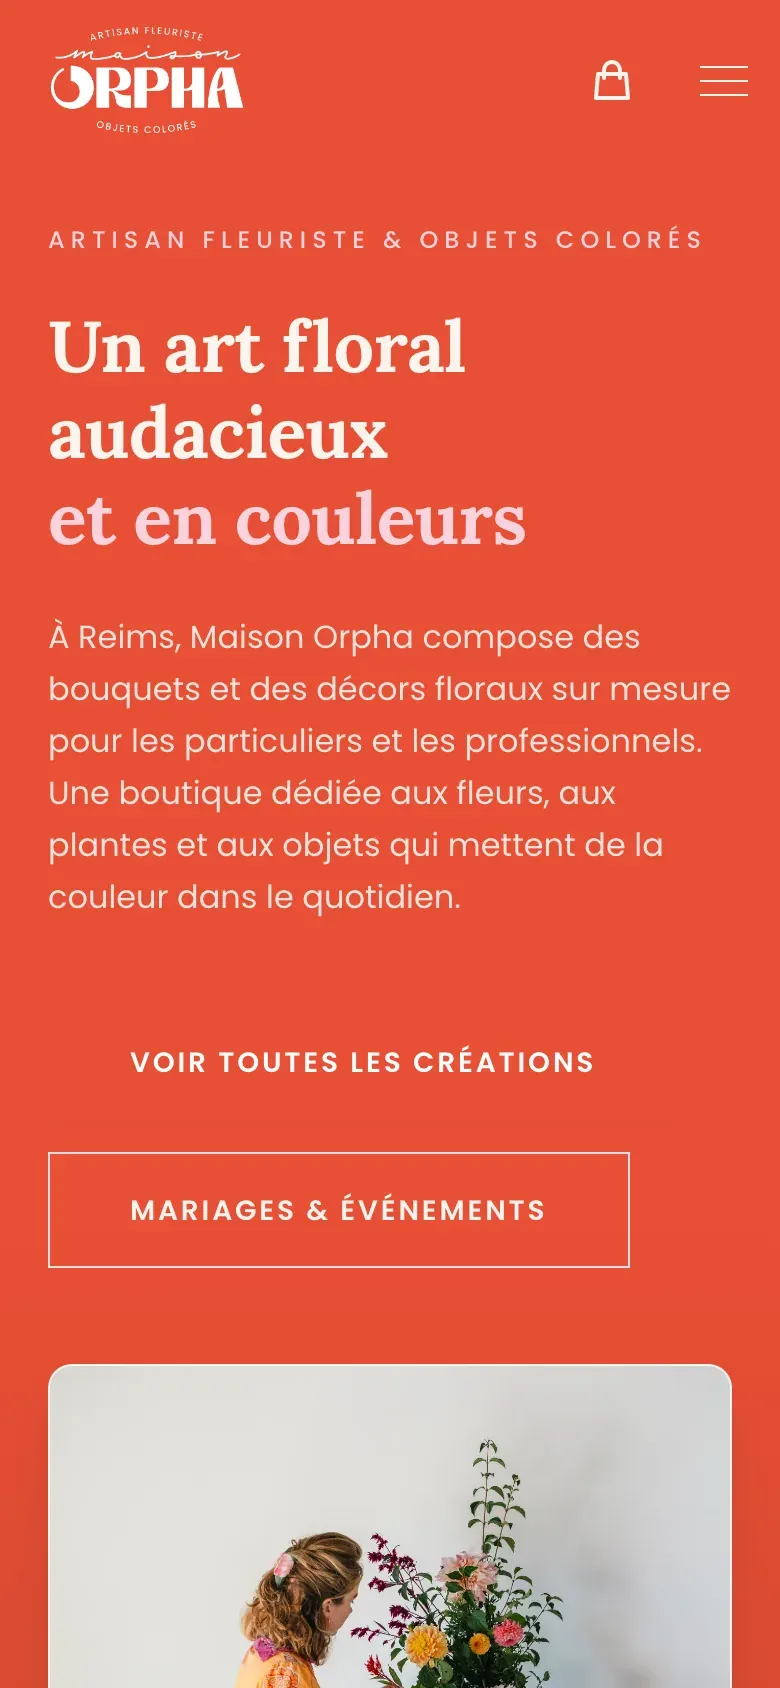 ARTISAN FLEURISTE
maison
ORPHA
OBJETS COLORÉS
ARTISAN FLEURISTE & OBJETS COLORÉS
Un art floral
audacieux
et en couleurs
À Reims, Maison Orpha compose des
bouquets et des décors floraux sur mesure
pour les particuliers et les professionnels.
Une boutique dédiée aux fleurs, aux
plantes et aux objets qui mettent de la
couleur dans le quotidien.
VOIR TOUTES LES CRÉATIONS
MARIAGES & ÉVÉNEMENTS